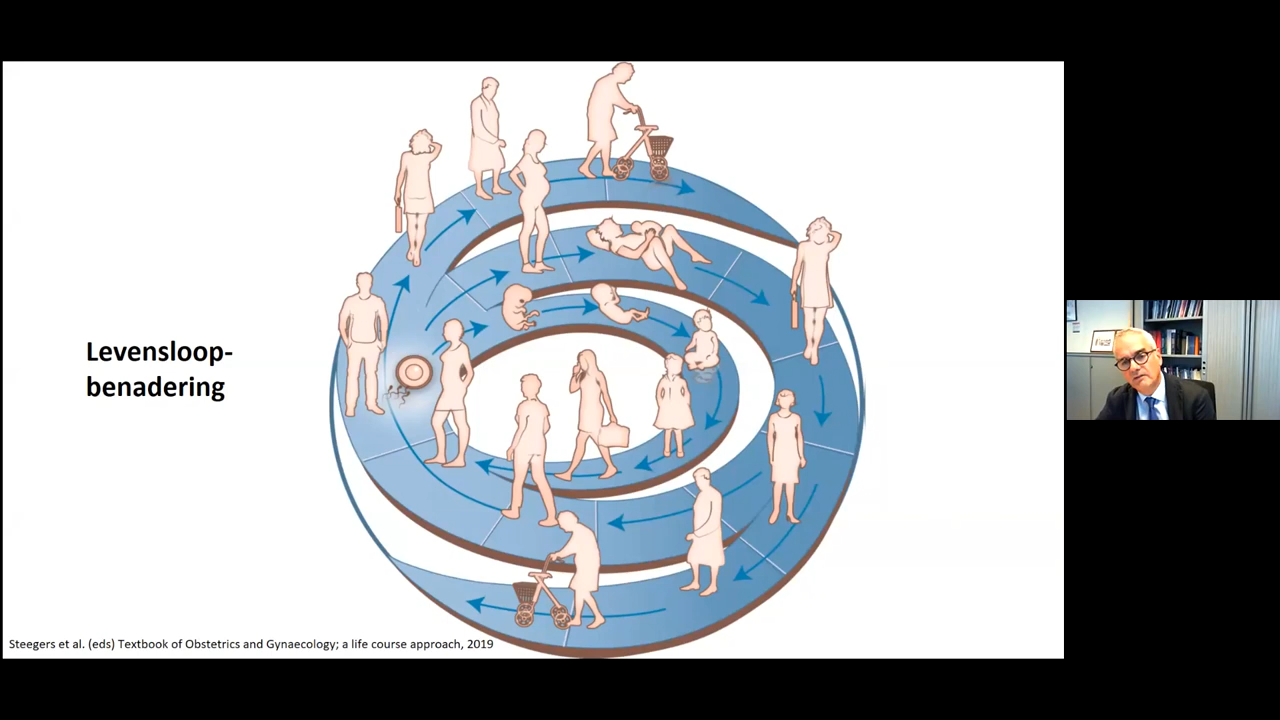 Levensloop-
benadering
Steegers et al. (eds) Textbook of Obstetrics and Gynaecology; a life course approach, 2019